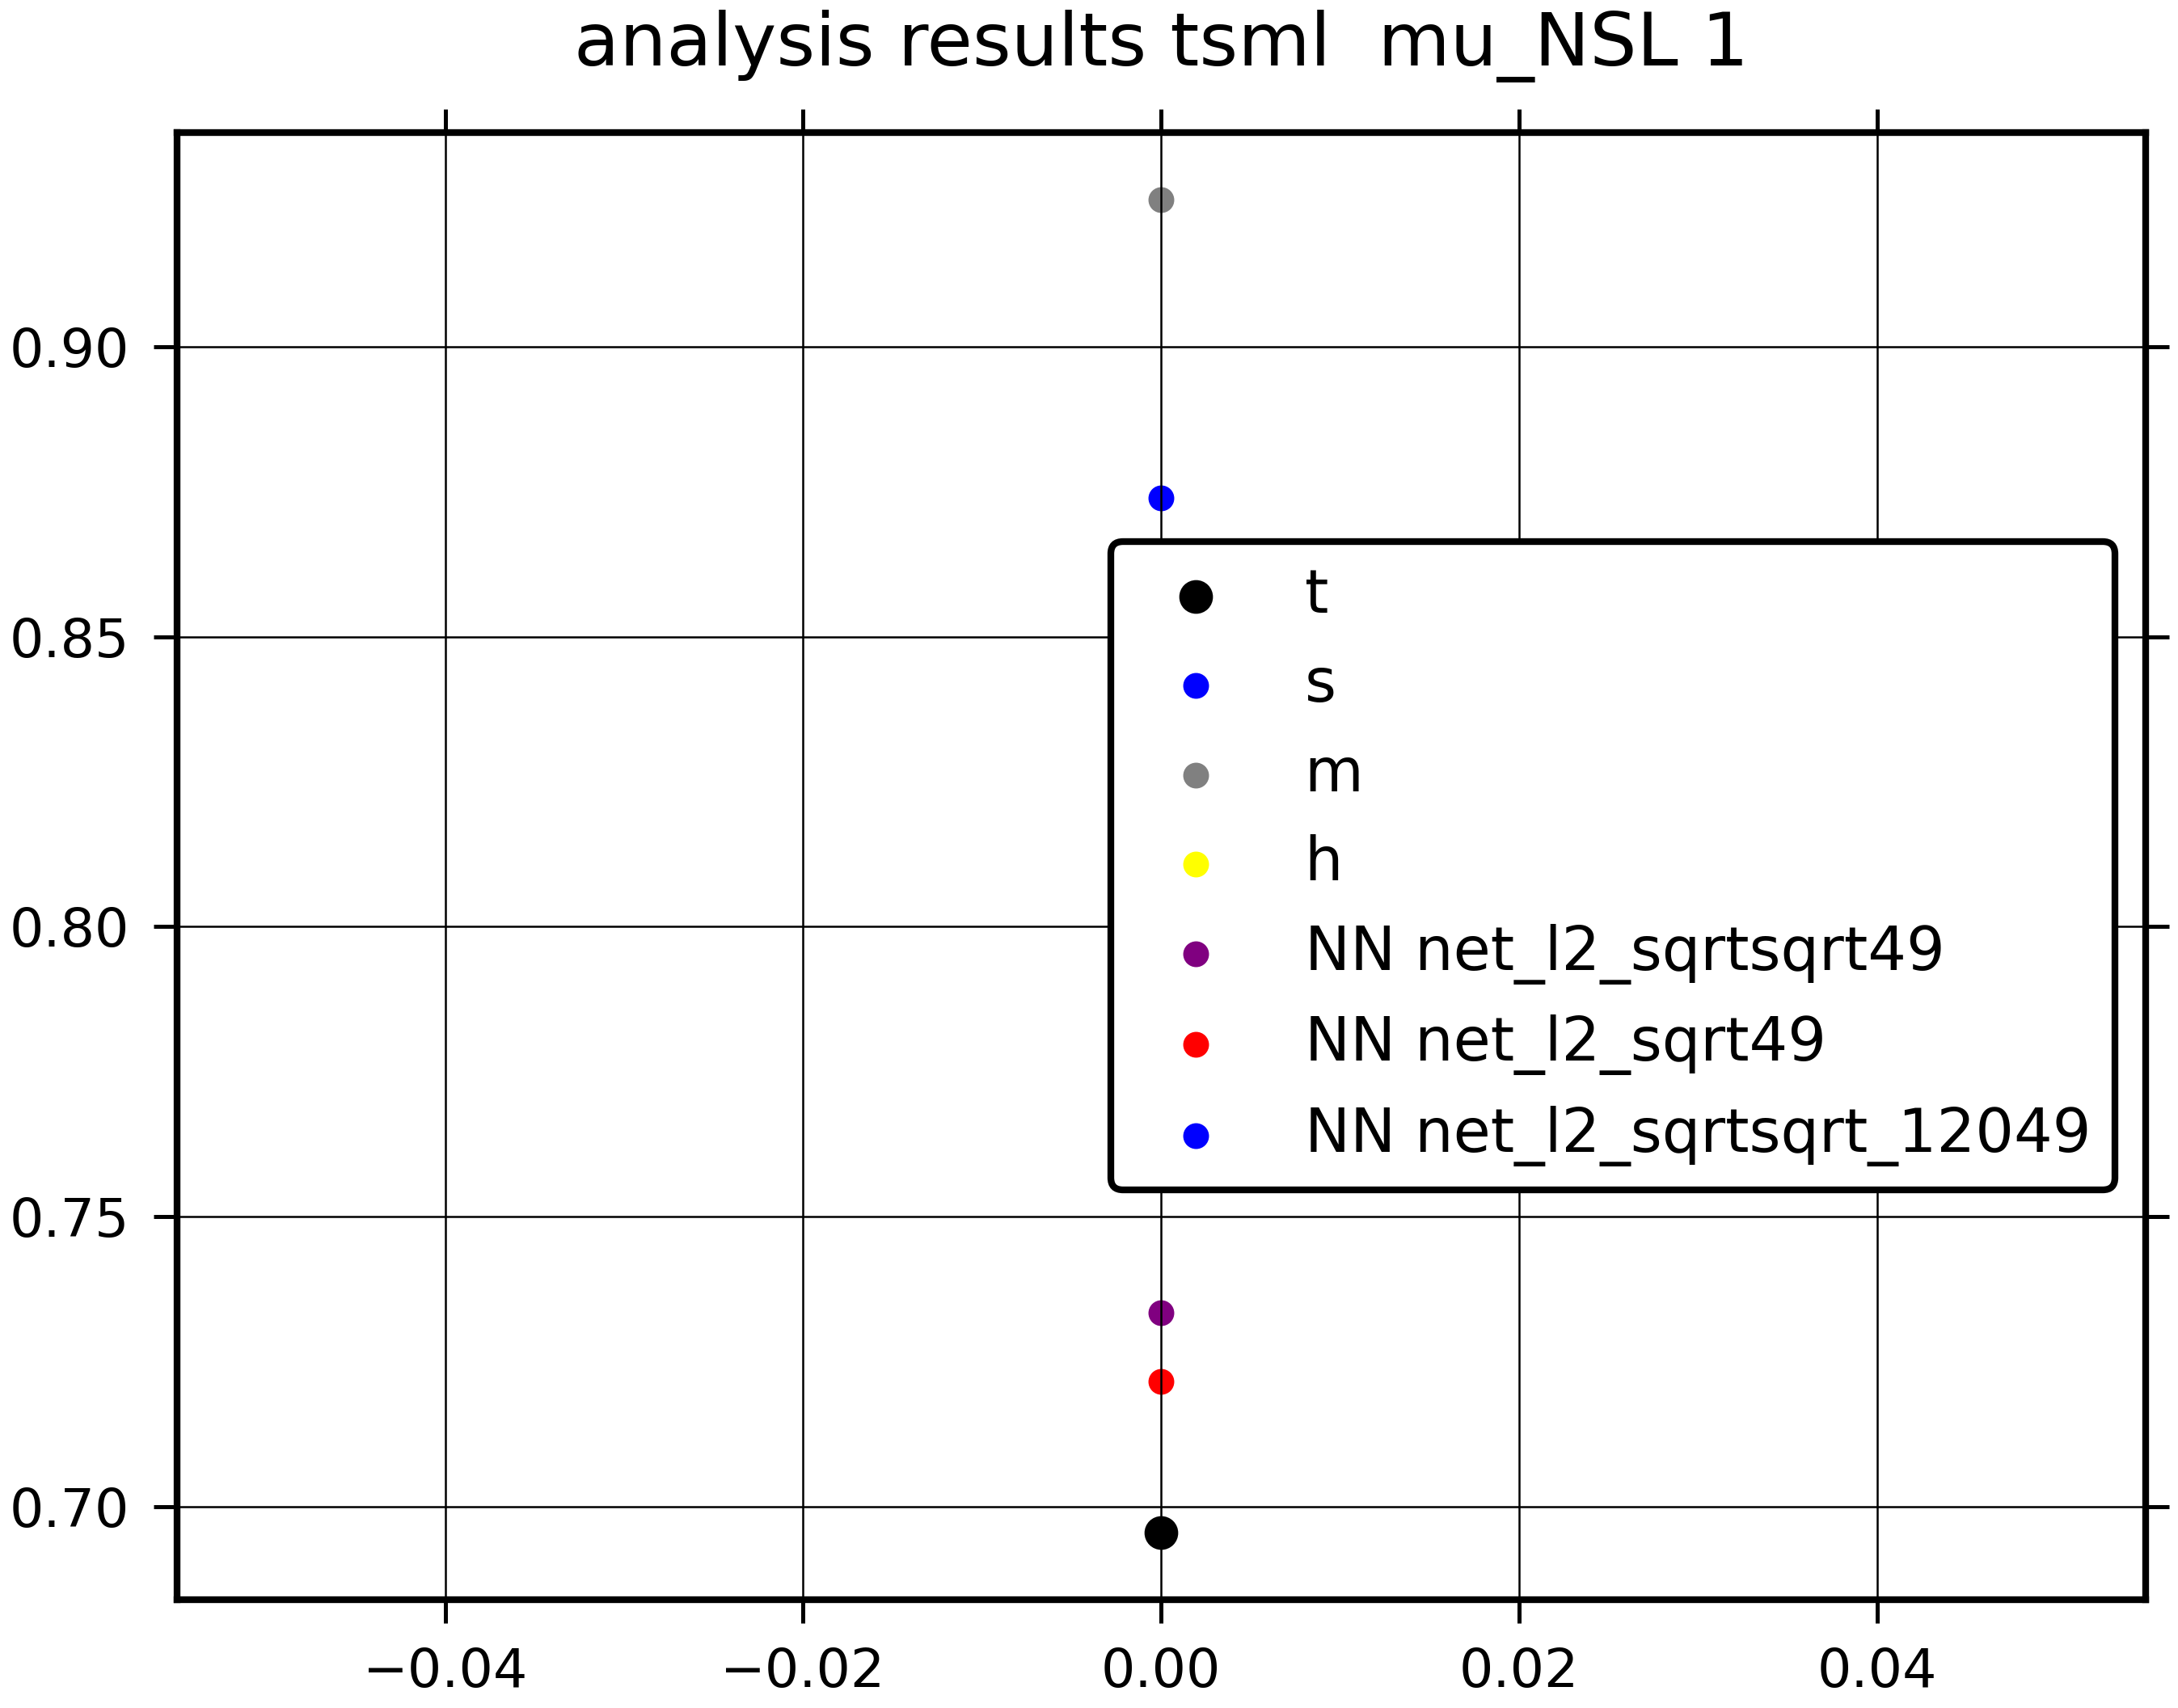 analysis results tsml  mu_NSL 1
0.90
0.85
0.80
0.75
0.70
t
s
m
h
NN net_l2_sqrtsqrt49
NN net_l2_sqrt49
NN net_l2_sqrtsqrt_12049
−0.04
−0.02
0.00
0.02
0.04